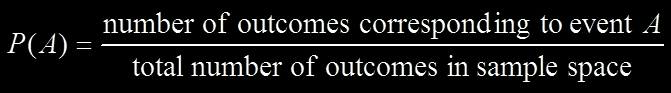 P(A) = number of outcomes corresponding to event A
total number of outcomes in sample space